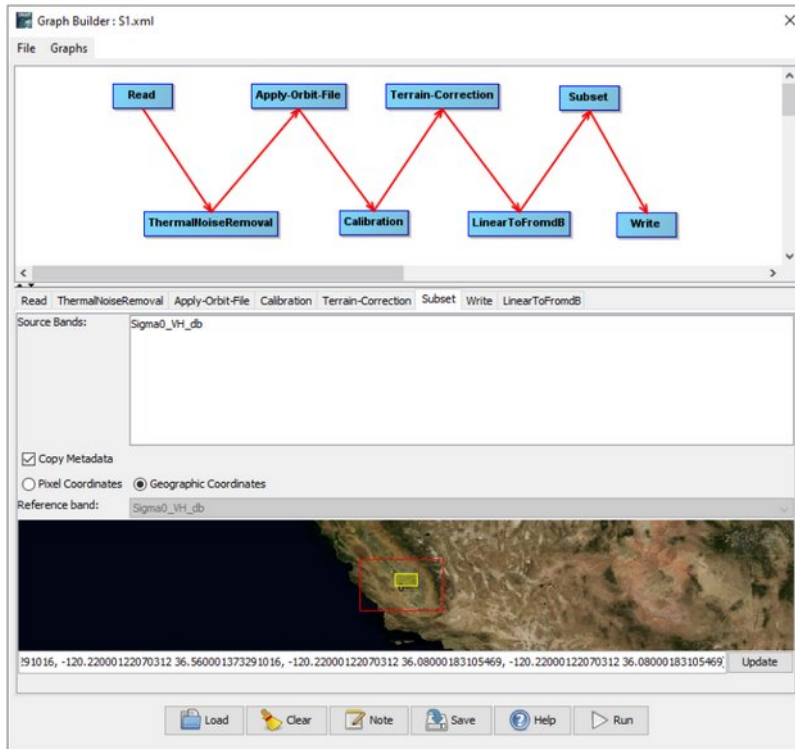 Graph Builder : S1.xml
File Graphs
Read Apply-Orbit-File Terrain-Correction Subset
ThermalNoiseRemoval Calibration LinearToFromdB Write
Read ThermalNoiseRemoval Apply-Orbit-File Calibration Terrain-Correction Subset Write LinearToFromdB
Source Bands: Sigma0_VH_db
Copy Metadata
Pixel Coordinates Geographic Coordinates
Reference band: Sigma0_VH_db
291016, -120.22000122070312 36.560001373291016, -120.22000122070312 36.08000183105469, -120.22000122070312 36.08000183105469 Update
Load Clear Note Save Help Run